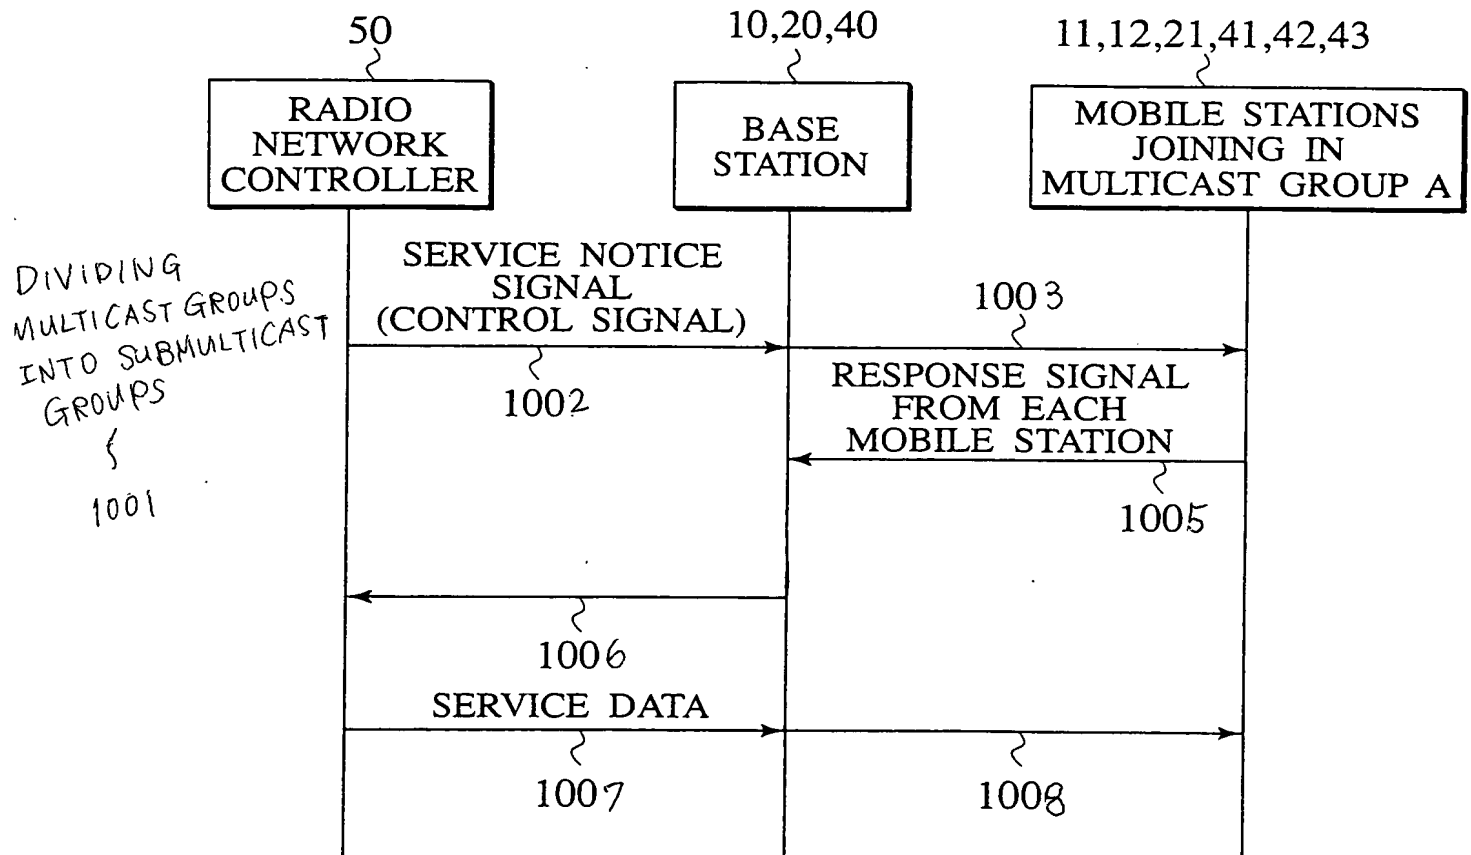 50
10,20,40
11,12,21,41,42,43
RADIO
NETWORK
CONTROLLER
BASE
STATION
MOBILE STATIONS
JOINING IN
MULTICAST GROUP A
DIVIDING
MULTICAST GROUPS
INTO SUBMULTICAST
GROUPS
1001
SERVICE NOTICE
SIGNAL
(CONTROL SIGNAL)
1002
1003
RESPONSE SIGNAL
FROM EACH
MOBILE STATION
1005
1006
SERVICE DATA
1007
1008